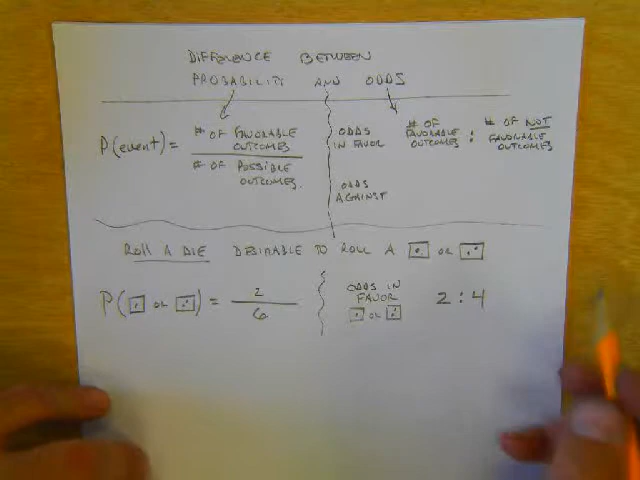 DIFFERENCE BETWEEN
PROBABILITY AND ODDS
P(event) = # OF FAVORABLE OUTCOMES
# OF POSSIBLE OUTCOMES.
ODDS IN FAVOR
# OF FAVORABLE OUTCOMES : # OF NOT FAVORABLE OUTCOMES
ODDS AGAINST
ROLL A DIE DESIRABLE TO ROLL A OR
P( OR ) = 2
6
ODDS IN FAVOR
OR
2 : 4